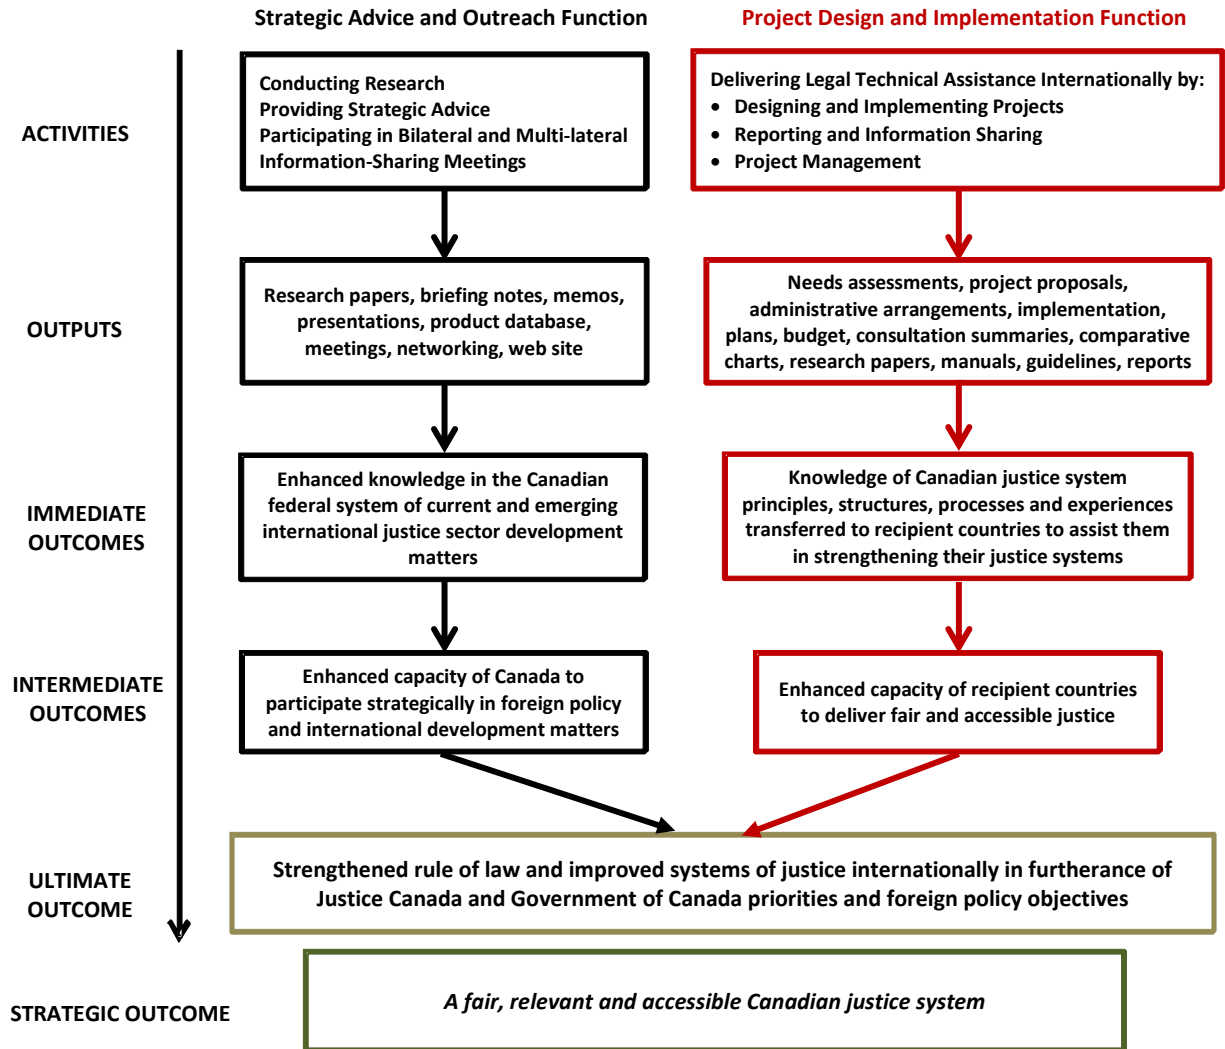 Strategic Advice and Outreach Function
Project Design and Implementation Function
ACTIVITIES
Conducting Research
Providing Strategic Advice
Participating in Bilateral and Multi-lateral
Information-Sharing Meetings
Delivering Legal Technical Assistance Internationally by:
• Designing and Implementing Projects
• Reporting and Information Sharing
• Project Management
OUTPUTS
Research papers, briefing notes, memos,
presentations, product database,
meetings, networking, web site
Needs assessments, project proposals,
administrative arrangements, implementation,
plans, budget, consultation summaries, comparative
charts, research papers, manuals, guidelines, reports
IMMEDIATE
OUTCOMES
Enhanced knowledge in the Canadian
federal system of current and emerging
international justice sector development
matters
Knowledge of Canadian justice system
principles, structures, processes and experiences
transferred to recipient countries to assist them
in strengthening their justice systems
INTERMEDIATE
OUTCOMES
Enhanced capacity of Canada to
participate strategically in foreign policy
and international development matters
Enhanced capacity of recipient countries
to deliver fair and accessible justice
ULTIMATE
OUTCOME
Strengthened rule of law and improved systems of justice internationally in furtherance of
Justice Canada and Government of Canada priorities and foreign policy objectives
STRATEGIC OUTCOME
A fair, relevant and accessible Canadian justice system